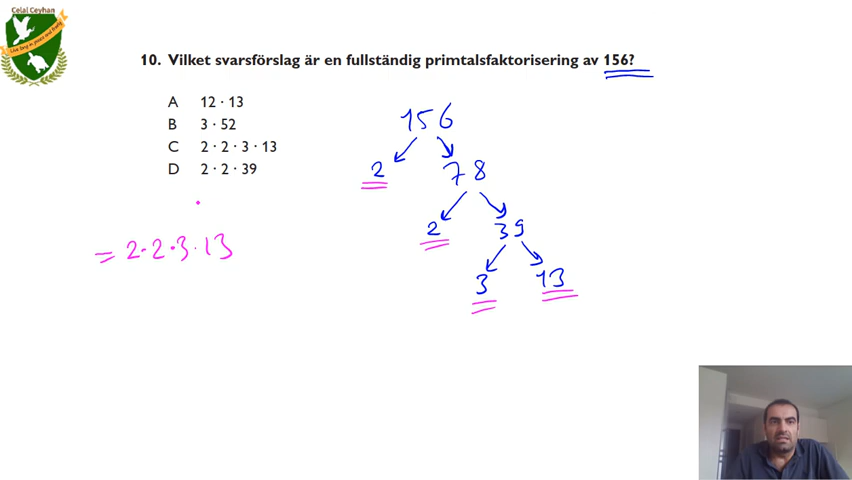 Celal Ceyhan
10. Vilket svarsförslag är en fullständig primtalsfaktorisering av 156?
A 12 · 13
B 3 · 52
C 2 · 2 · 3 · 13
D 2 · 2 · 39
156
2 78
2 39
3 13
= 2·2·3·13